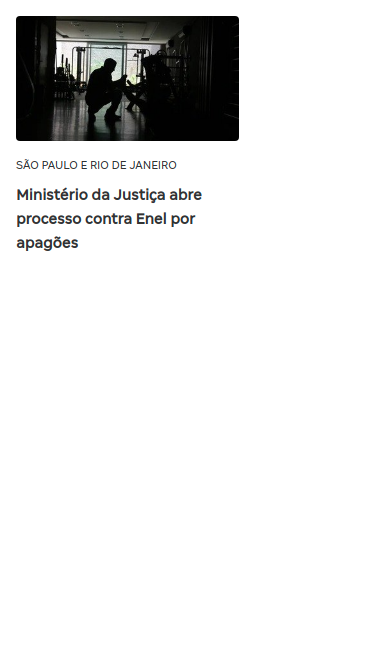 SÃO PAULO E RIO DE JANEIRO
Ministério da Justiça abre
processo contra Enel por
apagões